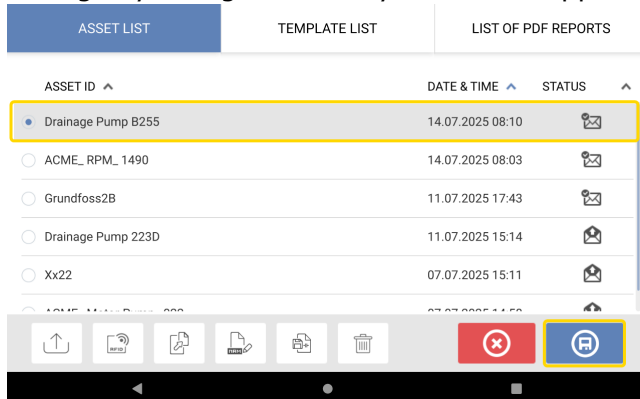 ASSET LIST
TEMPLATE LIST
LIST OF PDF REPORTS
ASSET ID
DATE & TIME
STATUS
Drainage Pump B255
14.07.2025 08:10
ACME_ RPM_ 1490
14.07.2025 08:03
Grundfoss2B
11.07.2025 17:43
Drainage Pump 223D
11.07.2025 15:14
Xx22
07.07.2025 15:11
RFID